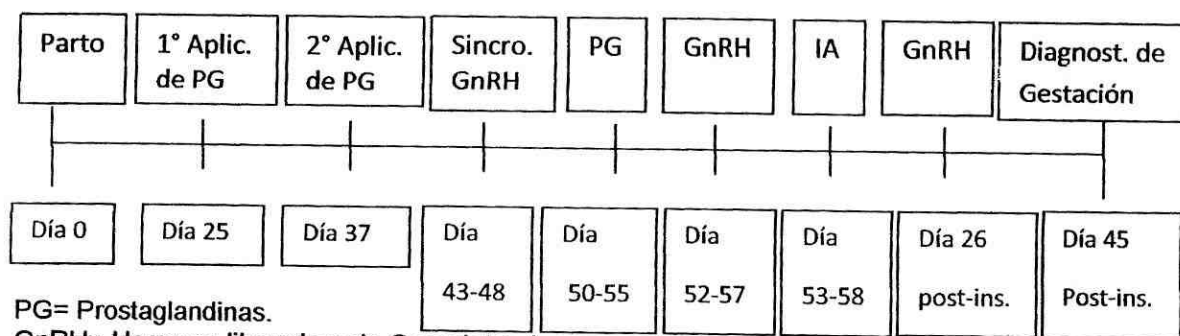 Parto
1° Aplic.
de PG
2° Aplic.
de PG
Sincro.
GnRH
PG
GnRH
IA
GnRH
Diagnost. de
Gestación
Día 0
Día 25
Día 37
Día
43-48
Día
50-55
Día
52-57
Día
53-58
Día 26
post-ins.
Día 45
Post-ins.
PG= Prostaglandinas.